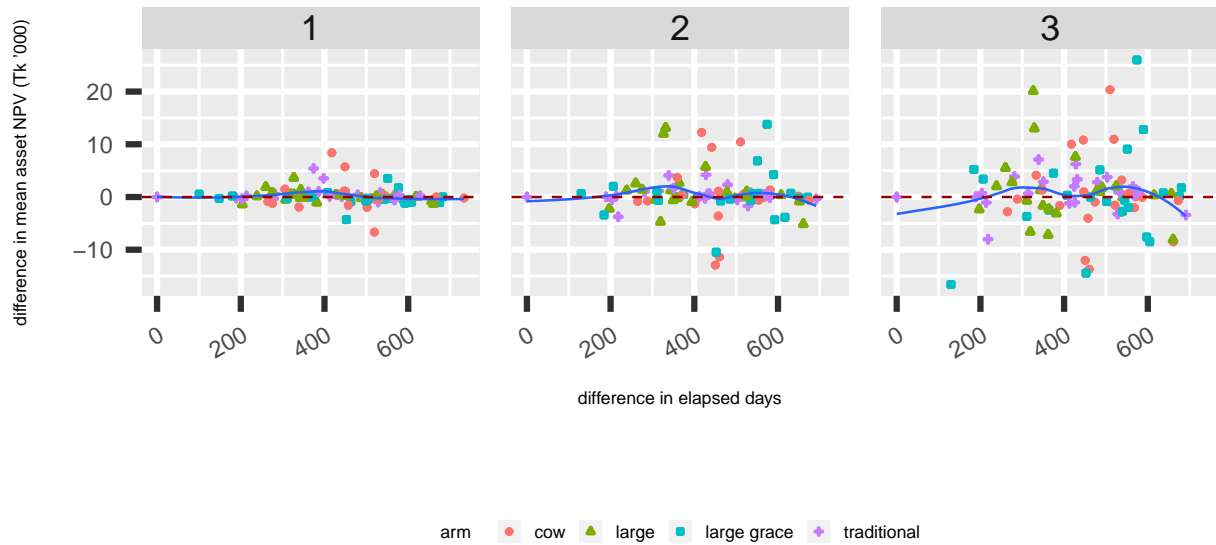 1 2 3
difference in mean asset NPV (Tk '000)
20
10
0
−10
0 200 400 600 0 200 400 600 0 200 400 600
difference in elapsed days
arm cow large large grace traditional